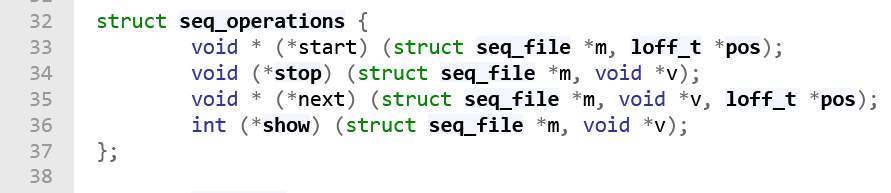 32 struct seq_operations {
33 void * (*start) (struct seq_file *m, loff_t *pos);
34 void (*stop) (struct seq_file *m, void *v);
35 void * (*next) (struct seq_file *m, void *v, loff_t *pos);
36 int (*show) (struct seq_file *m, void *v);
37 };
38